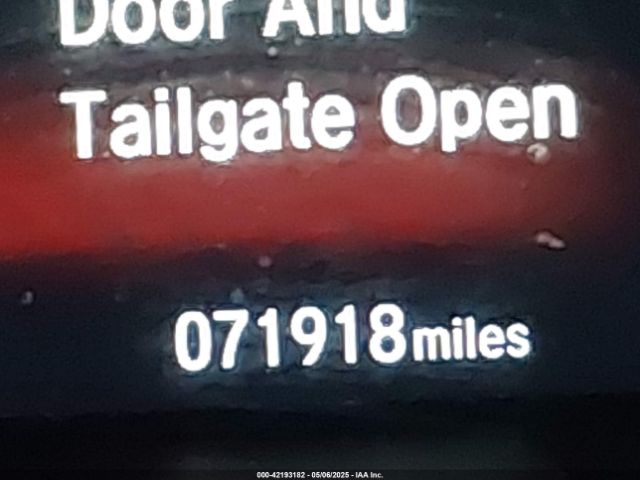 Door And
Tailgate Open
071918miles
000-42193182 - 05/06/2025 - IAA Inc.